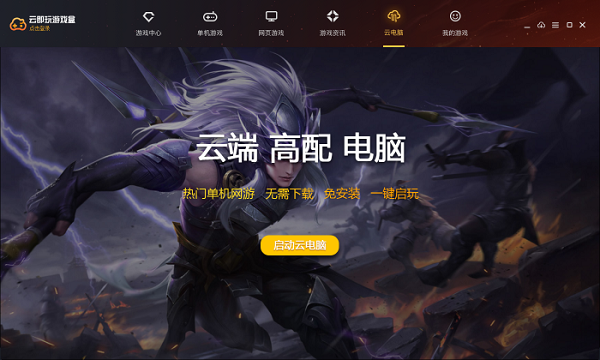 云即玩游戏盒
点击登录
游戏中心 单机游戏 网页游戏 游戏资讯 云电脑 我的游戏
云端 高配 电脑
热门单机网游 无需下载 免安装 一键启玩
启动云电脑